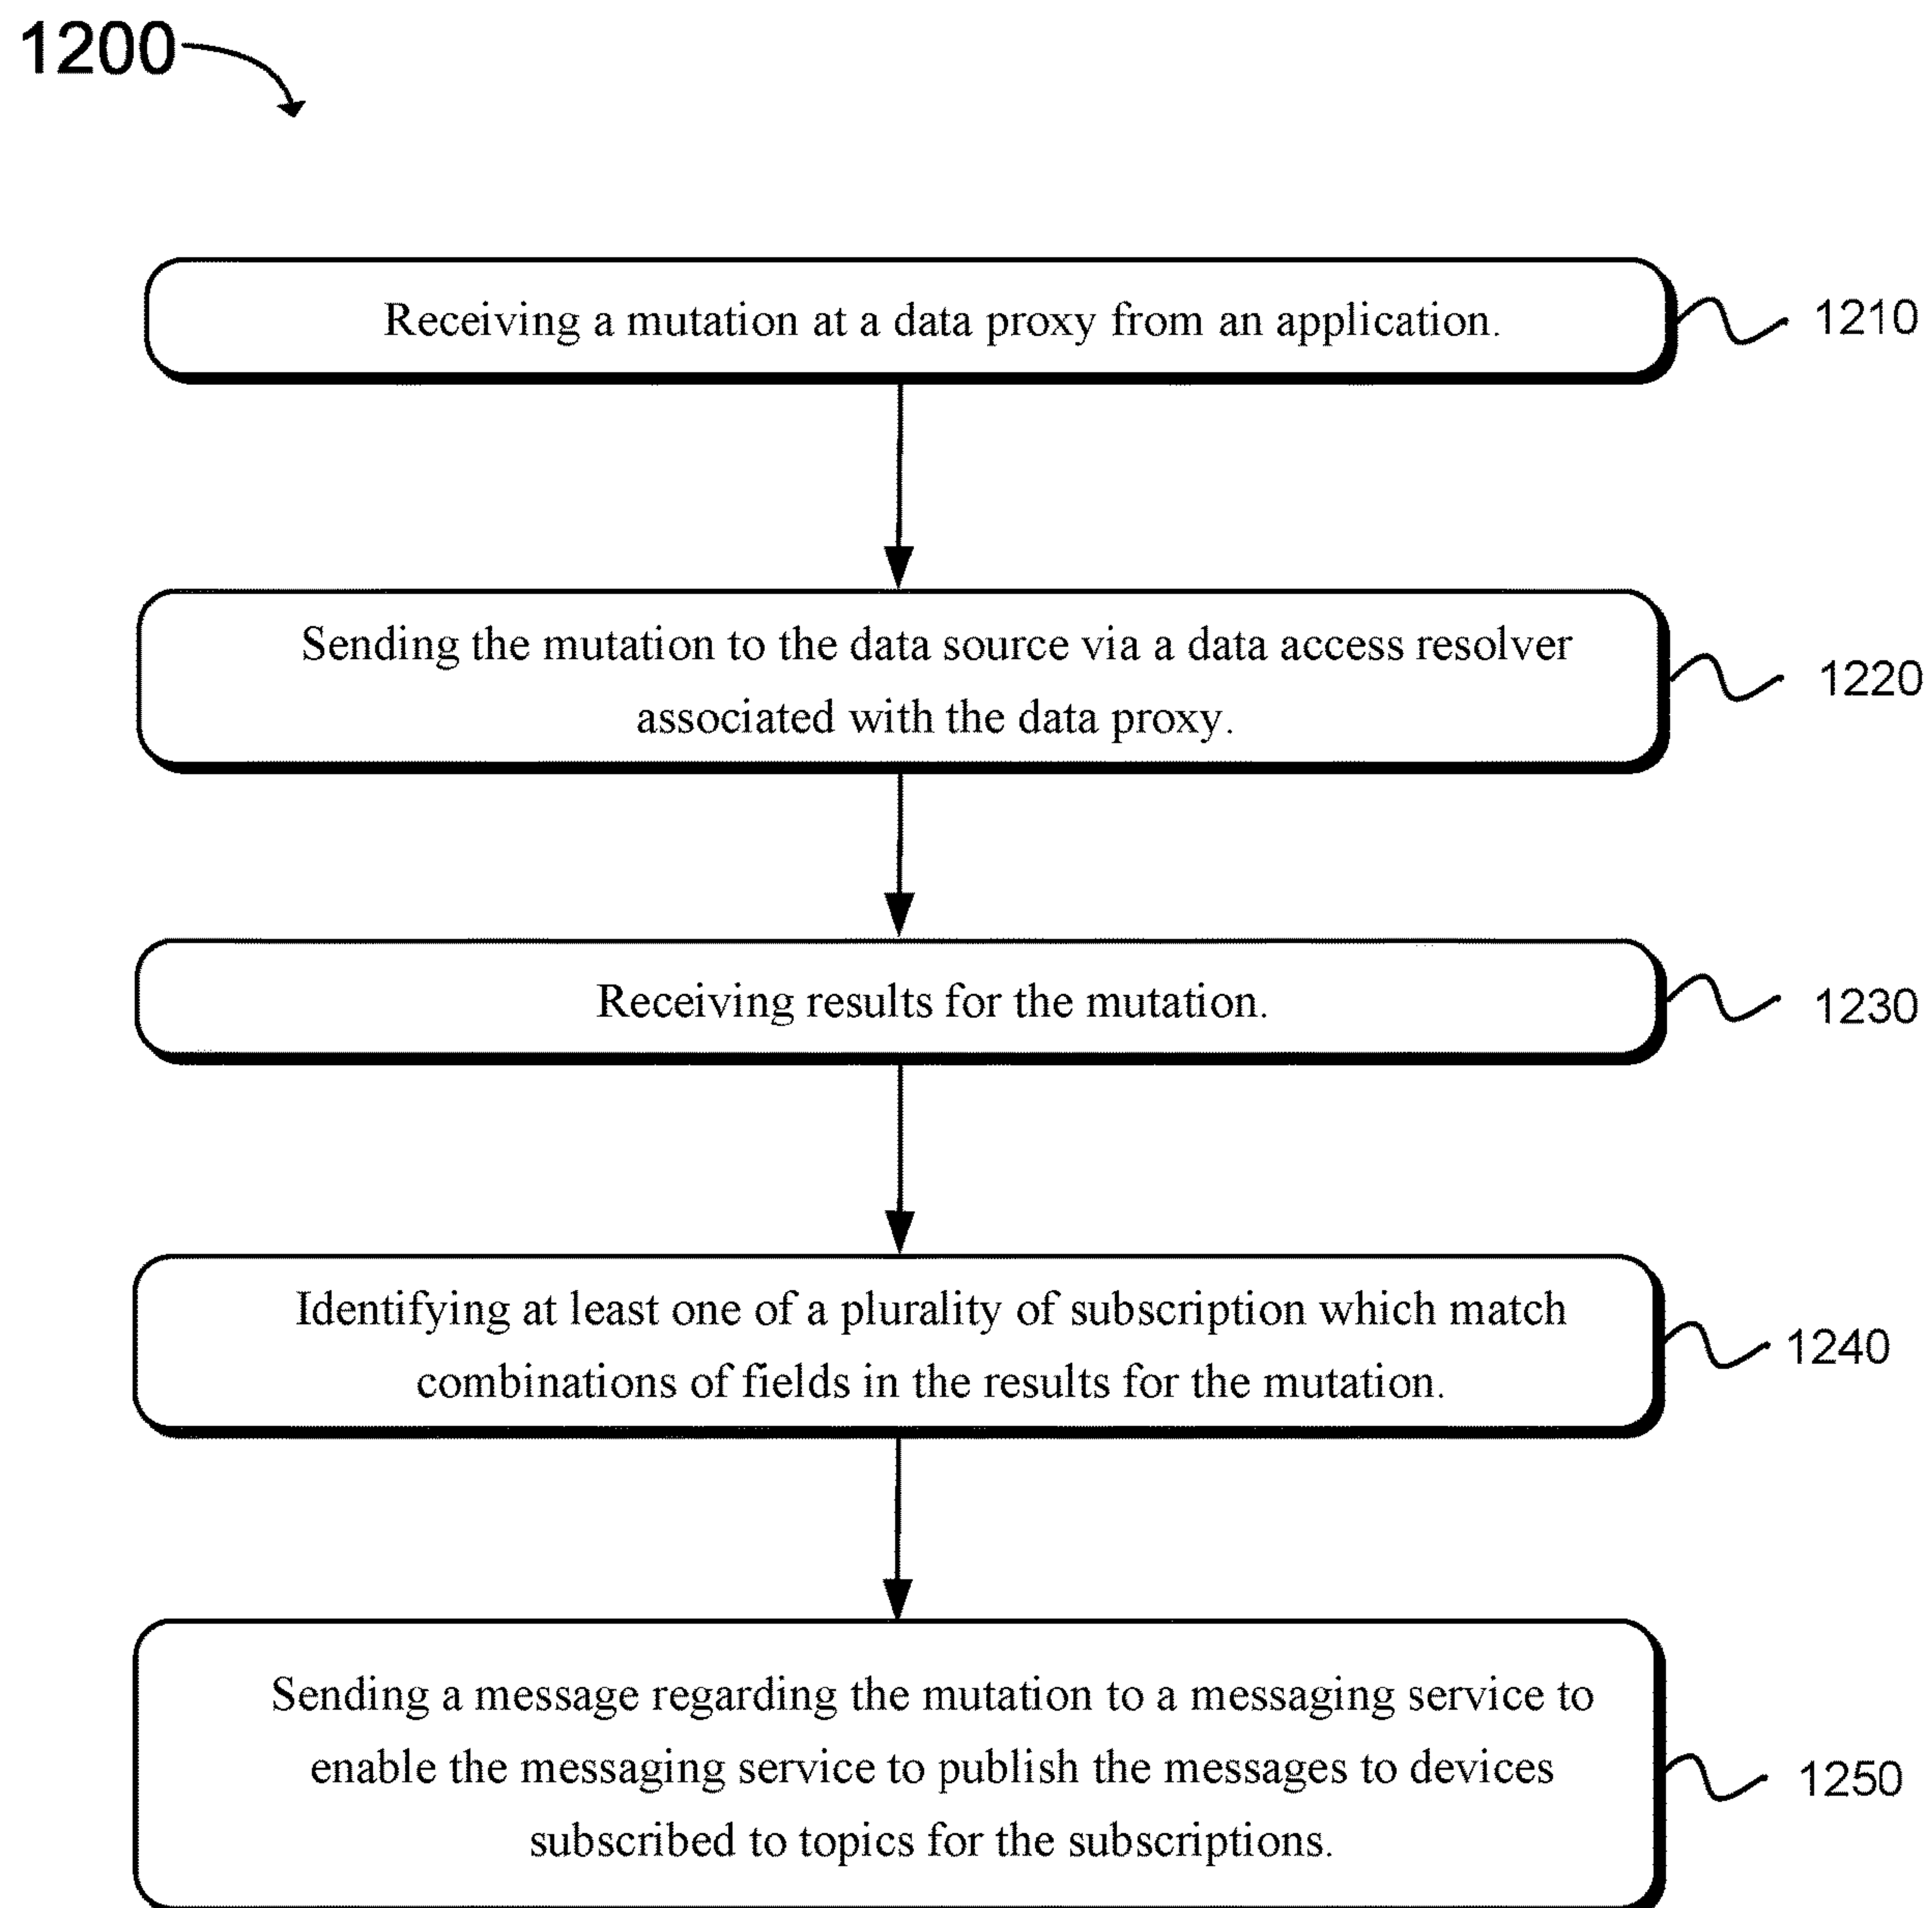 1200
Receiving a mutation at a data proxy from an application.
1210
Sending the mutation to the data source via a data access resolver
associated with the data proxy.
1220
Receiving results for the mutation.
1230
Identifying at least one of a plurality of subscription which match
combinations of fields in the results for the mutation.
1240
Sending a message regarding the mutation to a messaging service to
enable the messaging service to publish the messages to devices
subscribed to topics for the subscriptions.
1250